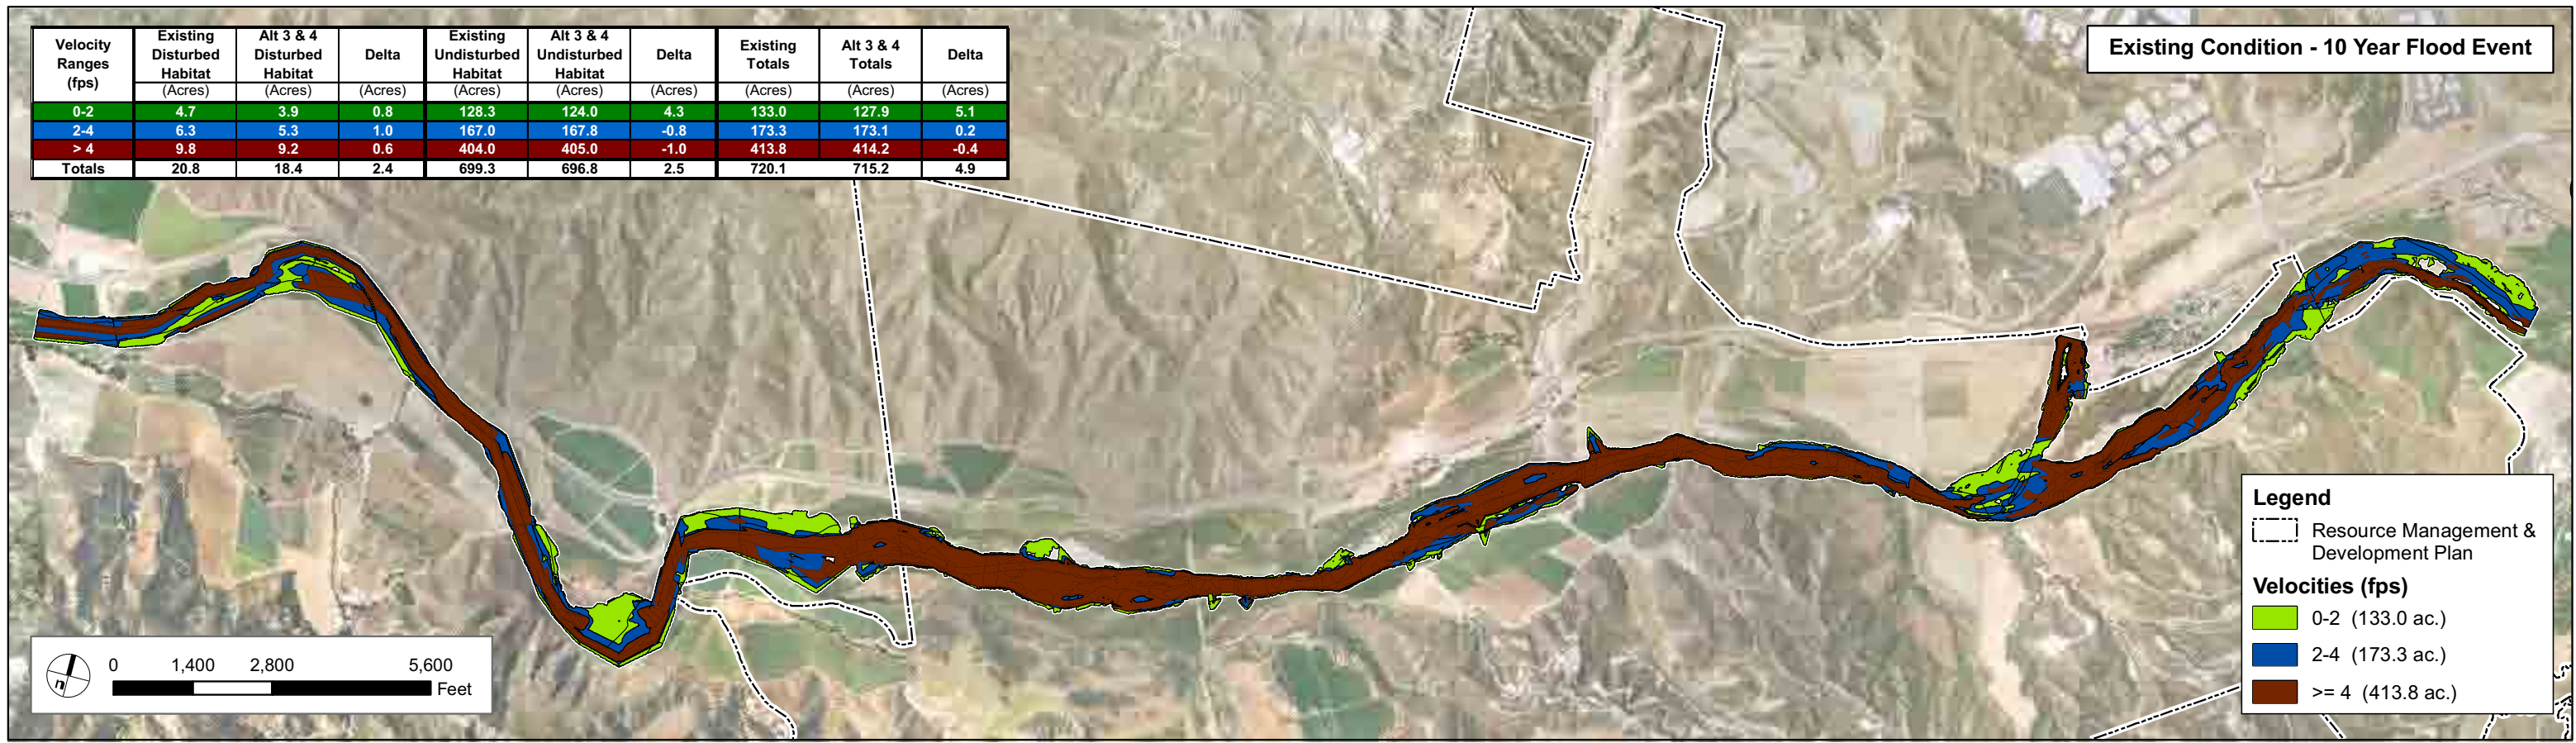 Existing Condition - 10 Year Flood Event
Velocity Ranges (fps) | Existing Disturbed Habitat (Acres) | Alt 3 & 4 Disturbed Habitat (Acres) | Delta (Acres) | Existing Undisturbed Habitat (Acres) | Alt 3 & 4 Undisturbed Habitat (Acres) | Delta (Acres) | Existing Totals (Acres) | Alt 3 & 4 Totals (Acres) | Delta (Acres)
0-2 | 4.7 | 3.9 | 0.8 | 128.3 | 124.0 | 4.3 | 133.0 | 127.9 | 5.1
2-4 | 6.3 | 5.3 | 1.0 | 167.0 | 167.8 | -0.8 | 173.3 | 173.1 | 0.2
> 4 | 9.8 | 9.2 | 0.6 | 404.0 | 405.0 | -1.0 | 413.8 | 414.2 | -0.4
Totals | 20.8 | 18.4 | 2.4 | 699.3 | 696.8 | 2.5 | 720.1 | 715.2 | 4.9
Legend
Resource Management &
Development Plan
Velocities (fps)
0-2 (133.0 ac.)
2-4 (173.3 ac.)
>= 4 (413.8 ac.)
n
0 1,400 2,800 5,600
Feet